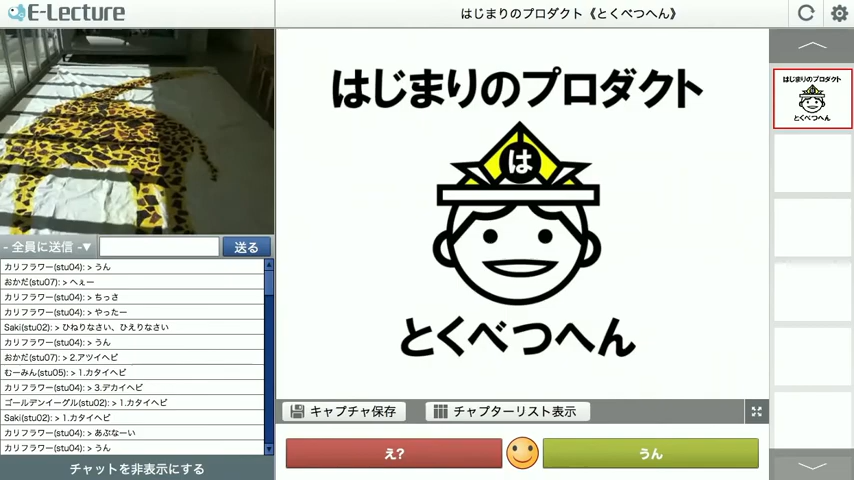 E-Lecture
はじまりのプロダクト《とくべつへん》
はじまりのプロダクト
は
とくべつへん
はじまりのプロダクト
とくべつへん
- 全員に送信 -▼
送る
カリフラワー(stu04): > うん
おかだ(stu07): > へぇー
カリフラワー(stu04): > ちっさ
カリフラワー(stu04): > やったー
Saki(stu02): > ひねりなさい、ひえりなさい
カリフラワー(stu04): > うん
おかだ(stu07): > 2.アツイヘビ
むーみん(stu05): > 1.カタイヘビ
カリフラワー(stu04): > 3.デカイヘビ
ゴールデンイーグル(stu02): > 1.カタイヘビ
Saki(stu02): > 1.カタイヘビ
カリフラワー(stu04): > あぶなーい
カリフラワー(stu04): > うん
チャットを非表示にする
キャプチャ保存
チャプターリスト表示
え?
うん